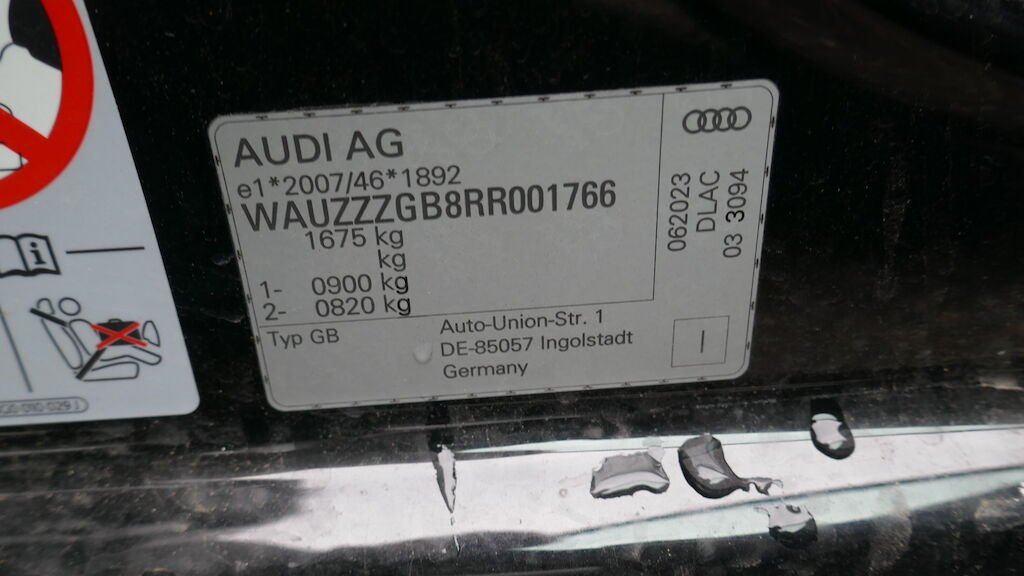 AUDI AG
e1*2007/46*1892
WAUZZZGB8RR001766
1675 kg
kg
1- 0900 kg
2- 0820 kg
Typ GB
Auto-Union-Str. 1
DE-85057 Ingolstadt
Germany
062023
DLAC
03 3094
I